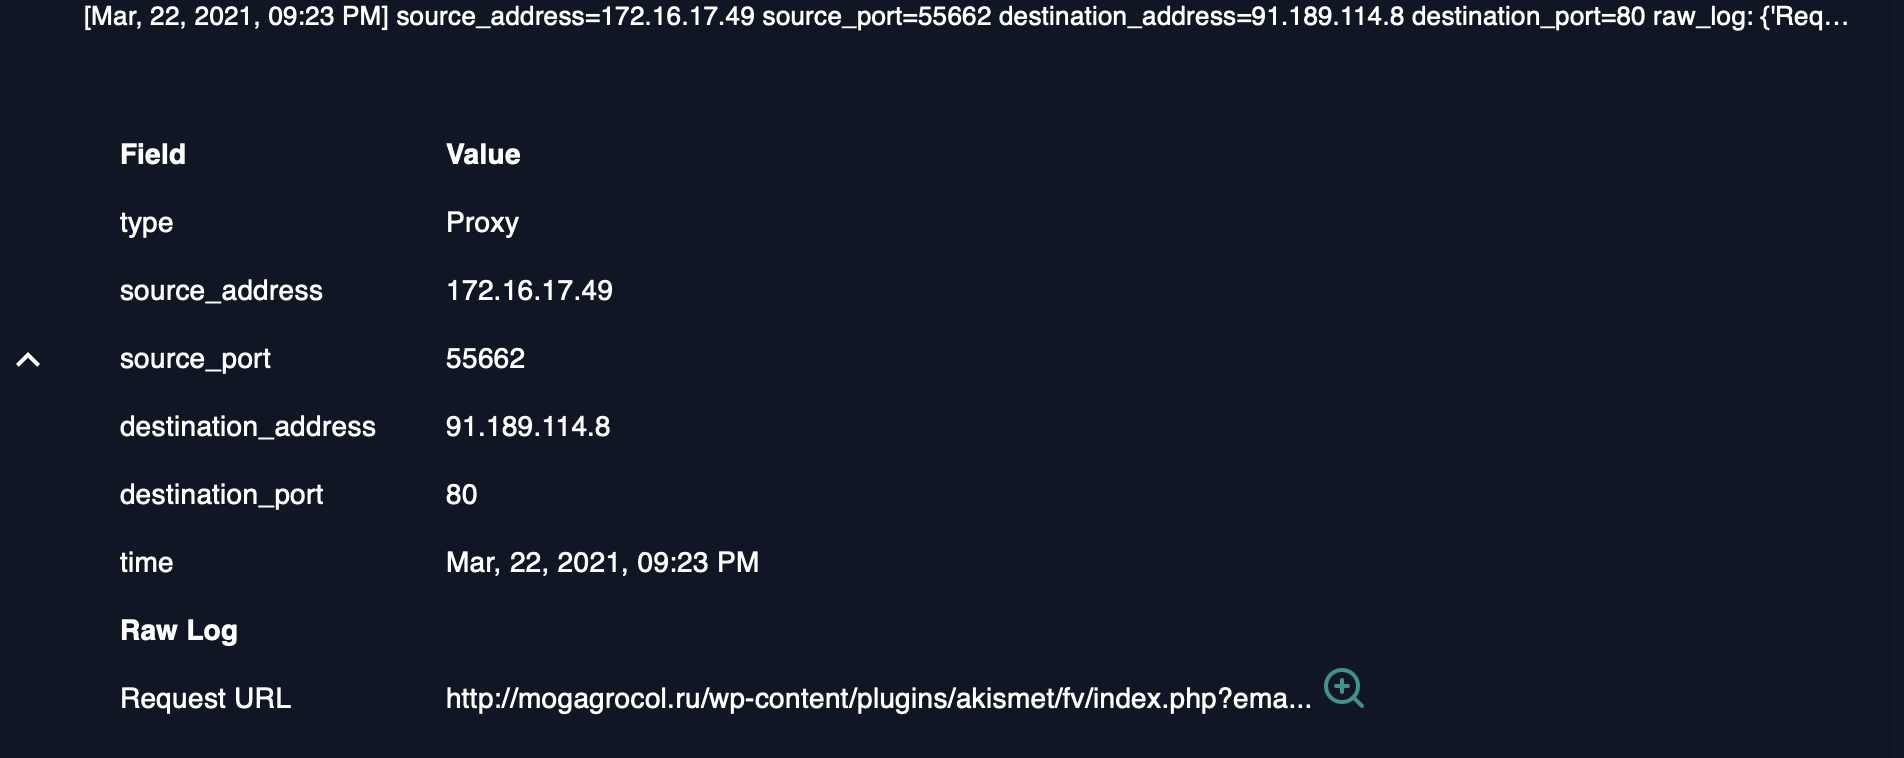 [Mar, 22, 2021, 09:23 PM] source_address=172.16.17.49 source_port=55662 destination_address=91.189.114.8 destination_port=80 raw_log: {'Req...
Field Value
type Proxy
source_address 172.16.17.49
source_port 55662
destination_address 91.189.114.8
destination_port 80
time Mar, 22, 2021, 09:23 PM
Raw Log
Request URL http://mogagrocol.ru/wp-content/plugins/akismet/fv/index.php?ema...